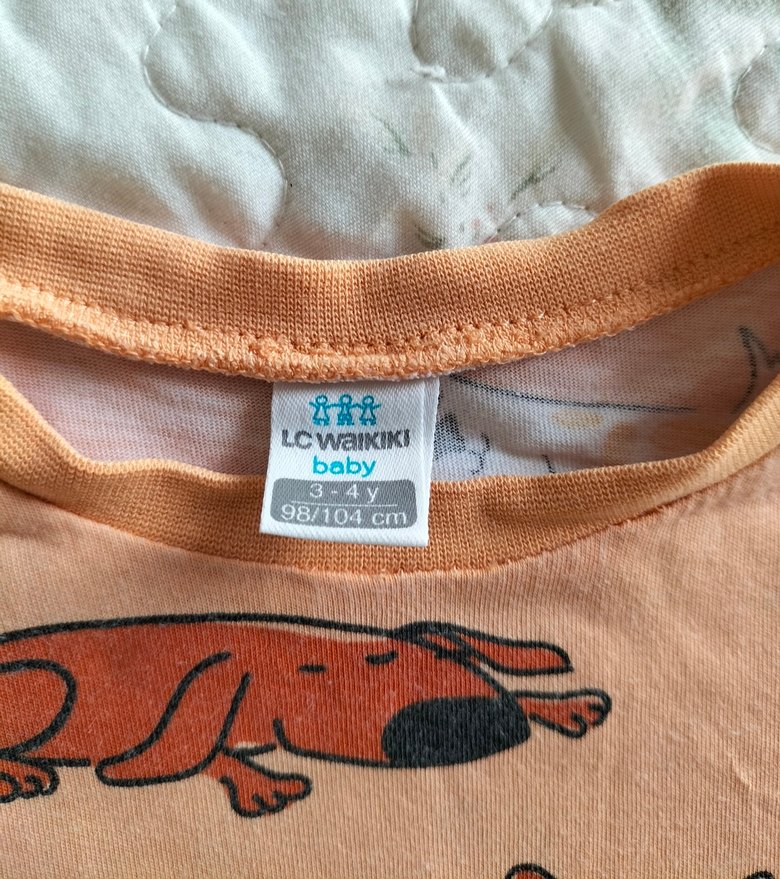 LC WAIKIKI
baby
3 - 4 y
98/104 cm